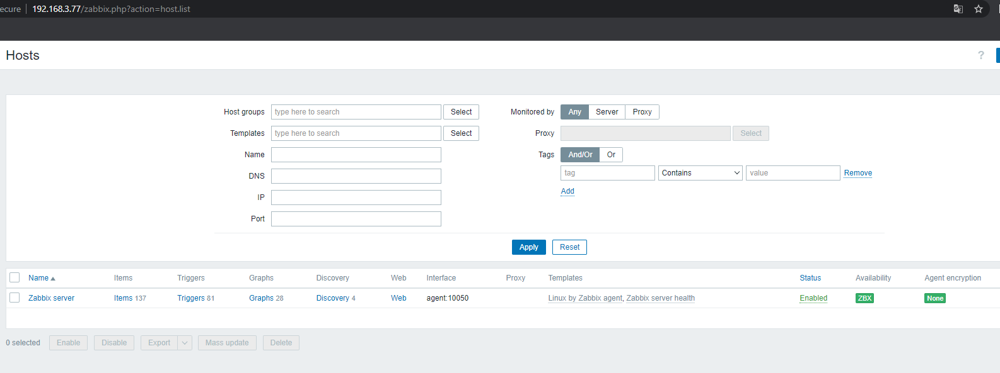 ecure 192.168.3.77/zabbix.php?action=host.list
Hosts ?
Host groups type here to search Select Monitored by Any Server Proxy
Templates type here to search Select Proxy Select
Name Tags And/Or Or
DNS tag Contains value Remove
Add
IP
Port
Apply Reset
Name Items Triggers Graphs Discovery Web Interface Proxy Templates Status Availability Agent encryption
Zabbix server Items 137 Triggers 81 Graphs 28 Discovery 4 Web agent:10050 Linux by Zabbix agent, Zabbix server health Enabled ZBX None
0 selected Enable Disable Export Mass update Delete